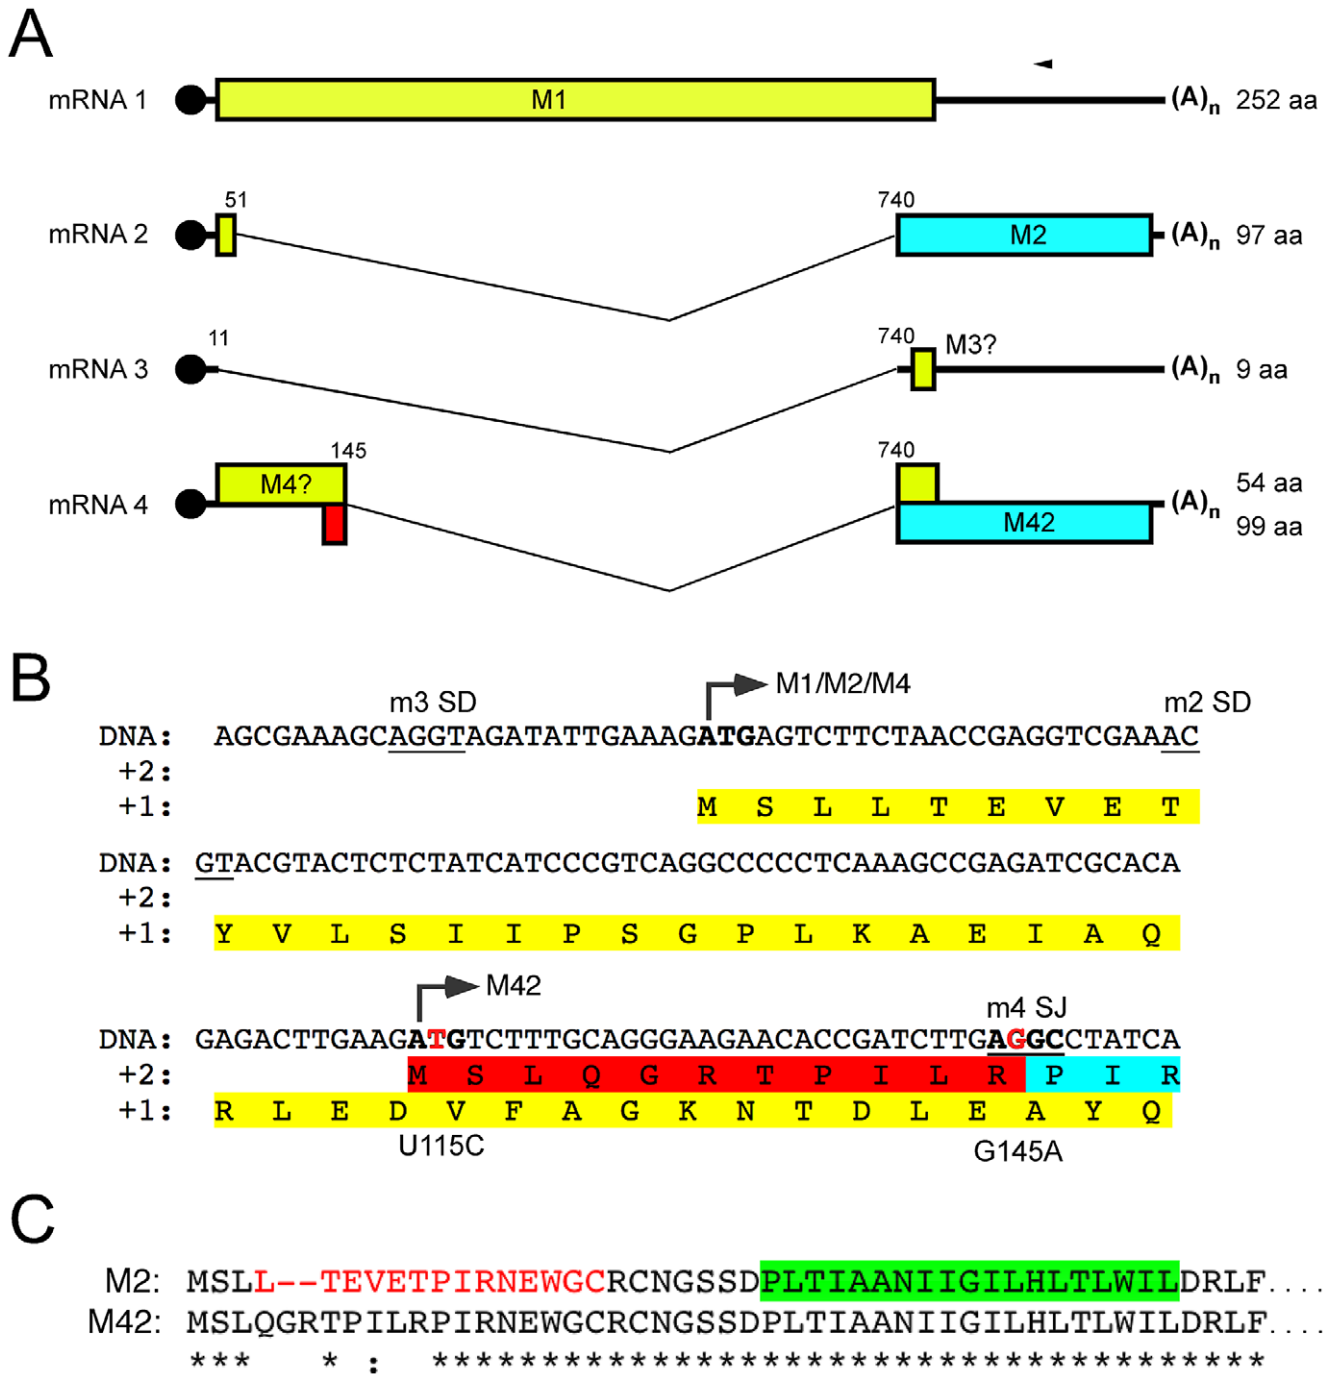 A
mRNA 1 M1 (A)n 252 aa
51 740
mRNA 2 M2 (A)n 97 aa
11 740 M3?
mRNA 3 (A)n 9 aa
145 740
M4? 54 aa
mRNA 4 (A)n
M42 99 aa
B
M1/M2/M4
m3 SD m2 SD
DNA: AGCGAAAGCAGGTAGATATTGAAAGATGAGTCTTCTAACCGAGGTCGAAAC
+2:
+1: M S L L T E V E T
DNA: GTACGTACTCTCTATCATCCCGTCAGGCCCCCTCAAAGCCGAGATCGCACA
+2:
+1: Y V L S I I P S G P L K A E I A Q
M42
m4 SJ
DNA: GAGACTTGAAGATGTCTTTGCAGGGAAGAACACCGATCTTGAGGCCTATCA
+2: M S L Q G R T P I L R P I R
+1: R L E D V F A G K N T D L E A Y Q
U115C G145A
C
M2: MSLL--TEVETPIRNEWGCRCNGSSDPLTIAANIIGILHLTLWILDRLF....
M42: MSLQGRTPILRPIRNEWGCRCNGSSDPLTIAANIIGILHLTLWILDRLF....
*** * : ***************************************